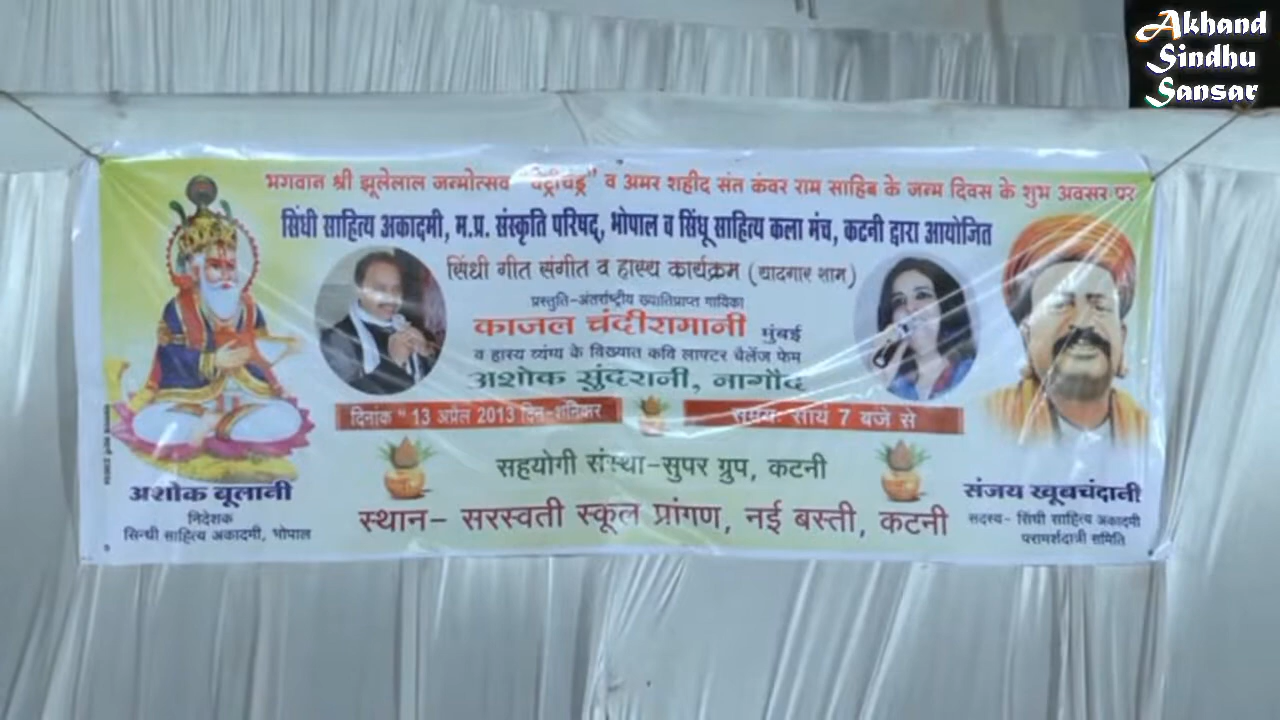 Akhand
Sindhu
Sansar
भगवान श्री झूलेलाल जन्मोत्सव "चेट्रीचंड्र" व अमर शहीद संत कंवर राम साहिब के जन्म दिवस के शुभ अवसर पर
सिंधी साहित्य अकादमी, म.प्र. संस्कृति परिषद्, भोपाल व सिंधू साहित्य कला मंच, कटनी द्वारा आयोजित
सिंधी गीत संगीत व हास्य कार्यक्रम (यादगार शाम)
प्रस्तुति-अंतर्राष्ट्रीय ख्यातिप्राप्त गायिका
काजल चंदीरामानी मुंबई
व हास्य व्यंग्य के विख्यात कवि लाफ्टर चैलेंज फेम
अशोक सुंदरानी, नागौद
दिनांक " 13 अप्रैल 2013 दिन-शनिवार
समय: सायं 7 बजे से
सहयोगी संस्था-सुपर ग्रुप, कटनी
स्थान- सरस्वती स्कूल प्रांगण, नई बस्ती, कटनी
अशोक बूलानी
निदेशक
सिन्धी साहित्य अकादमी, भोपाल
संजय खूबचंदानी
सदस्य- सिंधी साहित्य अकादमी
परामर्शदात्री समिति